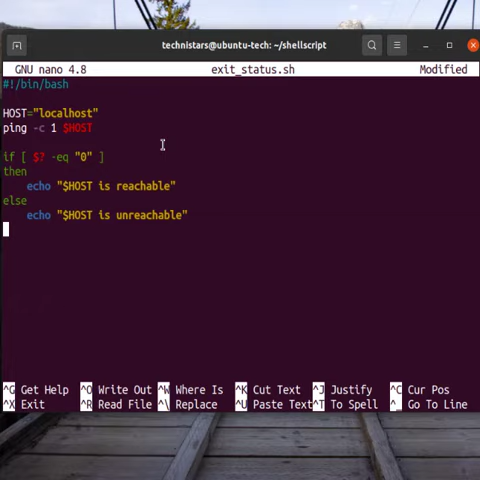 technistars@ubuntu-tech: ~/shellscript
GNU nano 4.8 exit_status.sh Modified
#!/bin/bash
HOST="localhost"
ping -c 1 $HOST
if [ $? -eq "0" ]
then
echo "$HOST is reachable"
else
echo "$HOST is unreachable"
^G Get Help ^O Write Out ^W Where Is ^K Cut Text ^J Justify ^C Cur Pos
^X Exit ^R Read File ^\ Replace ^U Paste Text ^T To Spell ^_ Go To Line